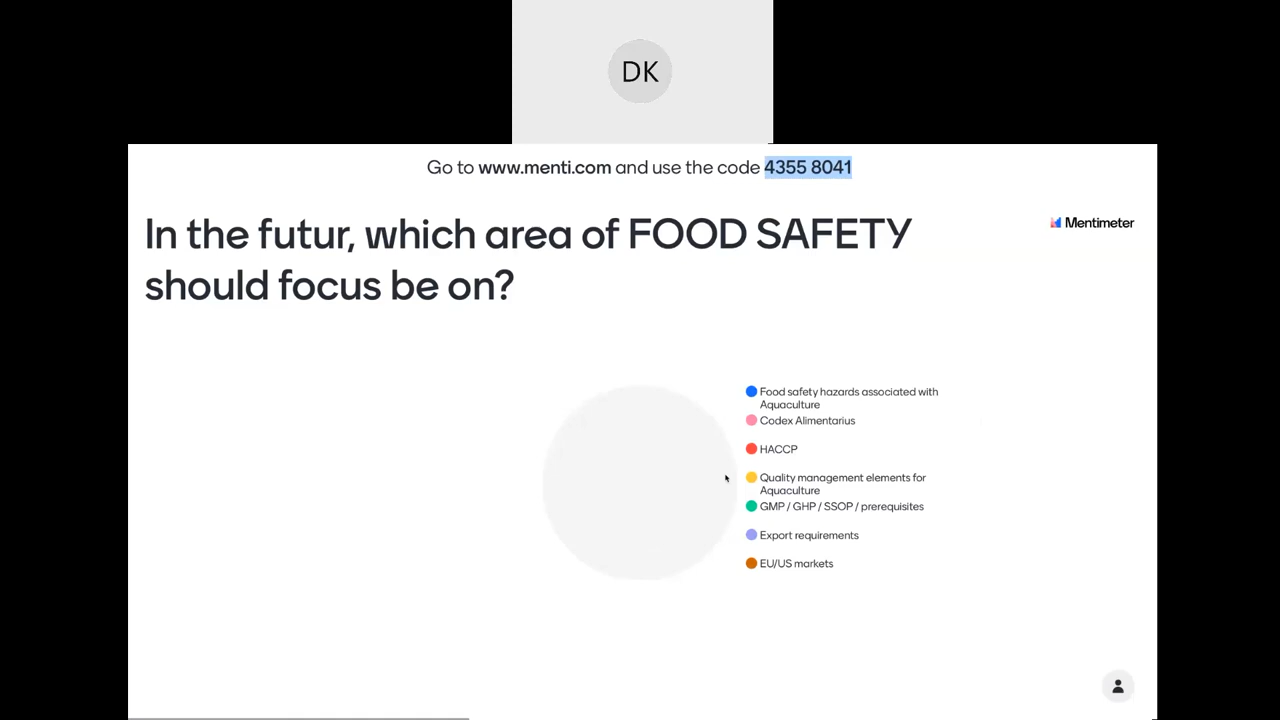 DK
Go to www.menti.com and use the code 4355 8041
In the futur, which area of FOOD SAFETY
should focus be on?
Mentimeter
Food safety hazards associated with
Aquaculture
Codex Alimentarius
HACCP
Quality management elements for
Aquaculture
GMP / GHP / SSOP / prerequisites
Export requirements
EU/US markets